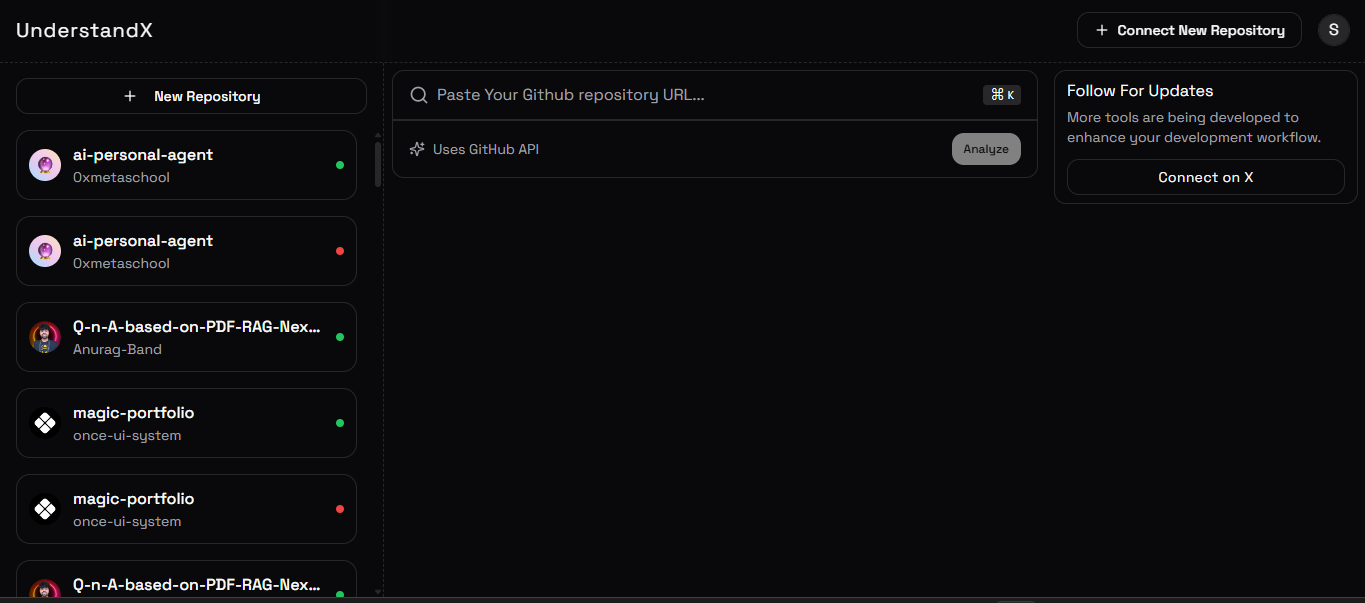 UnderstandX
+ Connect New Repository
S
+ New Repository
ai-personal-agent
0xmetaschool
ai-personal-agent
0xmetaschool
Q-n-A-based-on-PDF-RAG-Nex...
Anurag-Band
magic-portfolio
once-ui-system
magic-portfolio
once-ui-system
Q-n-A-based-on-PDF-RAG-Nex...
Paste Your Github repository URL...
⌘ K
Uses GitHub API
Analyze
Follow For Updates
More tools are being developed to
enhance your development workflow.
Connect on X